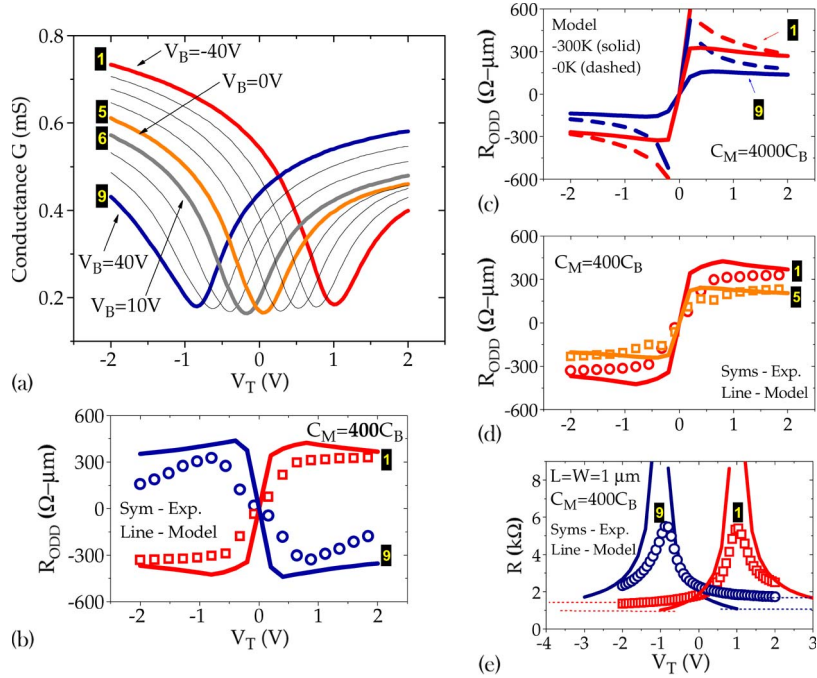 0.8
0.6
0.4
0.2
Conductance G (mS)
1
5
6
9
V_B=-40V
V_B=0V
V_B=40V
V_B=10V
-2 -1 0 1 2
V_T (V)
(a)
600
300
0
-300
-600
R_ODD (Ω-μm)
C_M=400C_B
1
Sym - Exp.
Line - Model
9
-2 -1 0 1 2
V_T (V)
(b)
600
300
0
-300
-600
R_ODD (Ω-μm)
Model
-300K (solid)
-0K (dashed)
1
9
C_M=4000C_B
-2 -1 0 1 2
(c)
600
300
0
-300
-600
R_ODD (Ω-μm)
C_M=400C_B
1
5
Syms - Exp.
Line - Model
-2 -1 0 1 2
(d)
8
6
4
2
0
R (kΩ)
L=W=1 μm
C_M=400C_B
Syms - Exp.
Line - Model
9
1
-4 -3 -2 -1 0 1 2 3
V_T (V)
(e)